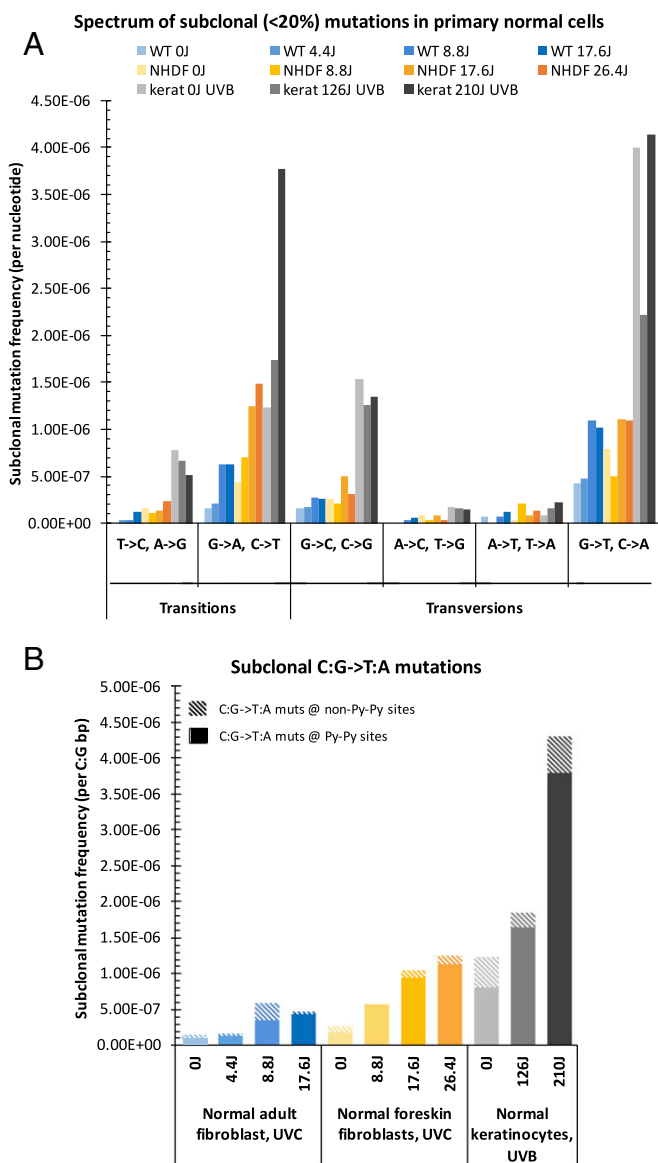 A
Spectrum of subclonal (<20%) mutations in primary normal cells
WT 0J WT 4.4J WT 8.8J WT 17.6J
NHDF 0J NHDF 8.8J NHDF 17.6J NHDF 26.4J
kerat 0J UVB kerat 126J UVB kerat 210J UVB
Subclonal mutation frequency (per nucleotide)
4.50E-06
4.00E-06
3.50E-06
3.00E-06
2.50E-06
2.00E-06
1.50E-06
1.00E-06
5.00E-07
0.00E+00
T->C, A->G G->A, C->T G->C, C->G A->C, T->G A->T, T->A G->T, C->A
Transitions Transversions
B
Subclonal C:G->T:A mutations
Subclonal mutation frequency (per C:G bp)
5.00E-06
4.50E-06
4.00E-06
3.50E-06
3.00E-06
2.50E-06
2.00E-06
1.50E-06
1.00E-06
5.00E-07
0.00E+00
C:G->T:A muts @ non-Py-Py sites
C:G->T:A muts @ Py-Py sites
0J 4.4J 8.8J 17.6J 0J 8.8J 17.6J 26.4J 0J 126J 210J
Normal adult
fibroblast, UVC
Normal foreskin
fibroblasts, UVC
Normal
keratinocytes,
UVB